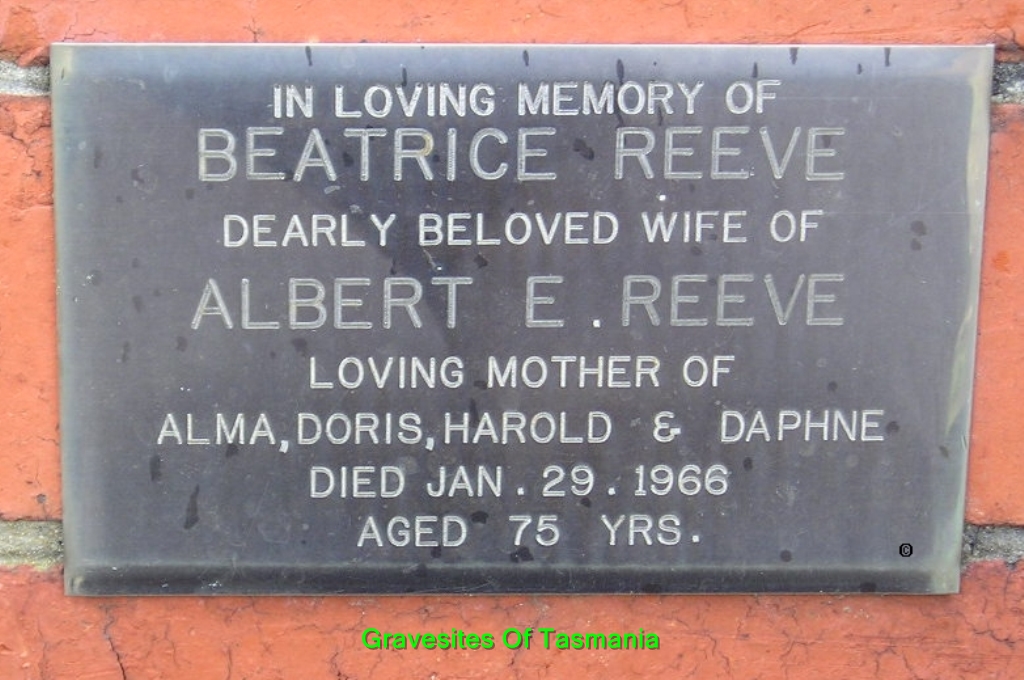 IN LOVING MEMORY OF
BEATRICE REEVE
DEARLY BELOVED WIFE OF
ALBERT E. REEVE
LOVING MOTHER OF
ALMA, DORIS, HAROLD & DAPHNE
DIED JAN. 29. 1966
AGED 75 YRS.
©
Gravesites Of Tasmania